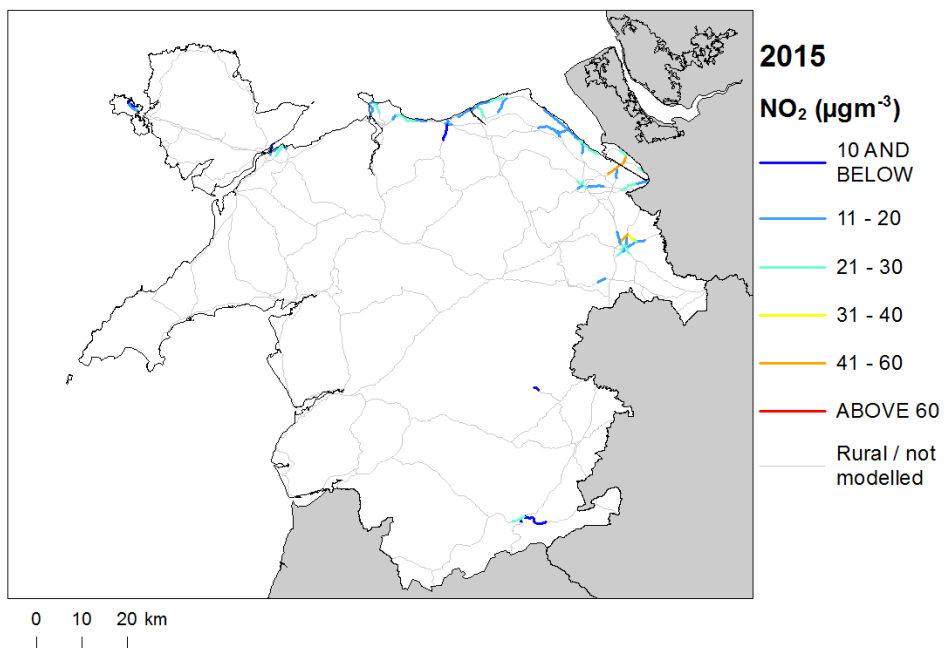 2015
NO₂ (µgm⁻³)
10 AND
BELOW
11 - 20
21 - 30
31 - 40
41 - 60
ABOVE 60
Rural / not
modelled
0 10 20 km